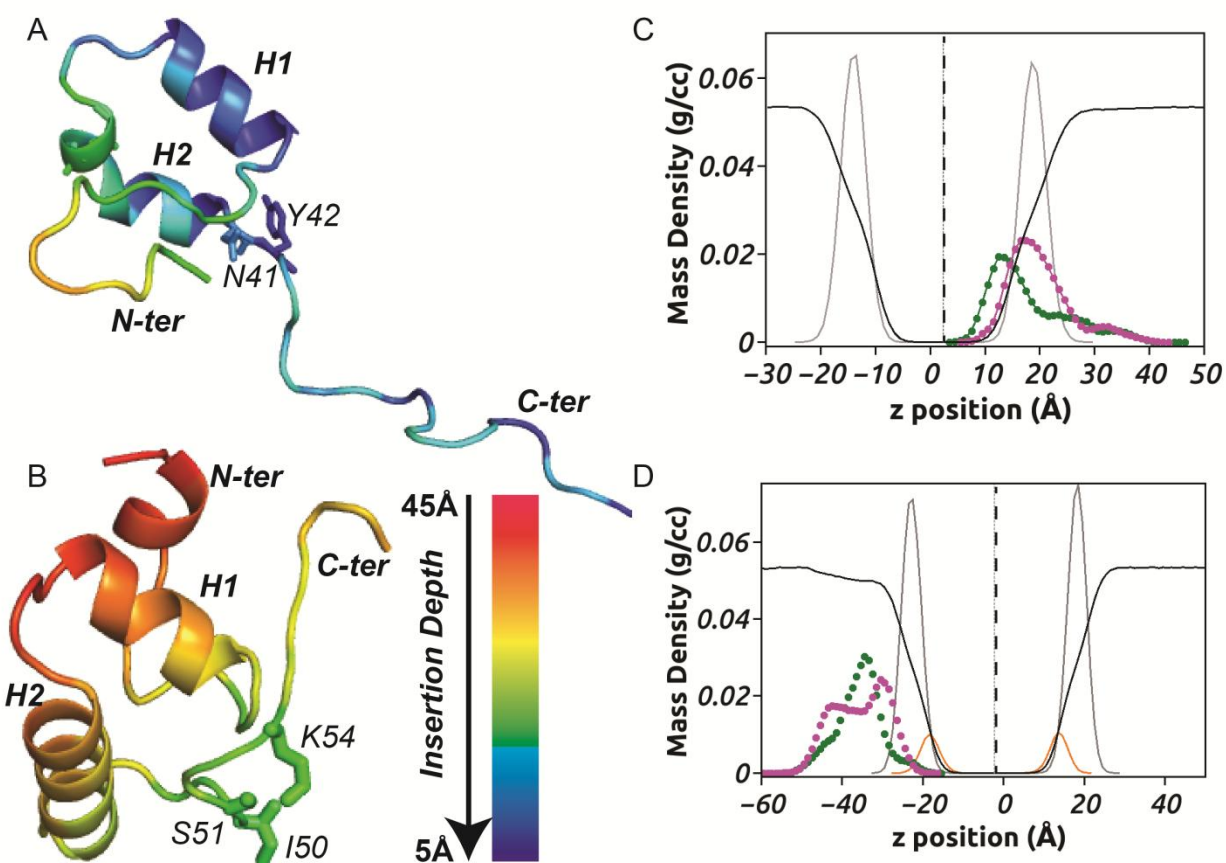 A
H1
H2
Y42
N41
N-ter
C-ter
B
N-ter
C-ter
H1
H2
K54
S51
I50
45Å
Insertion Depth
5Å
C
Mass Density (g/cc)
0.06
0.04
0.02
0
−30 −20 −10 0 10 20 30 40 50
z position (Å)
D
Mass Density (g/cc)
0.06
0.04
0.02
0
−60 −40 −20 0 20 40
z position (Å)